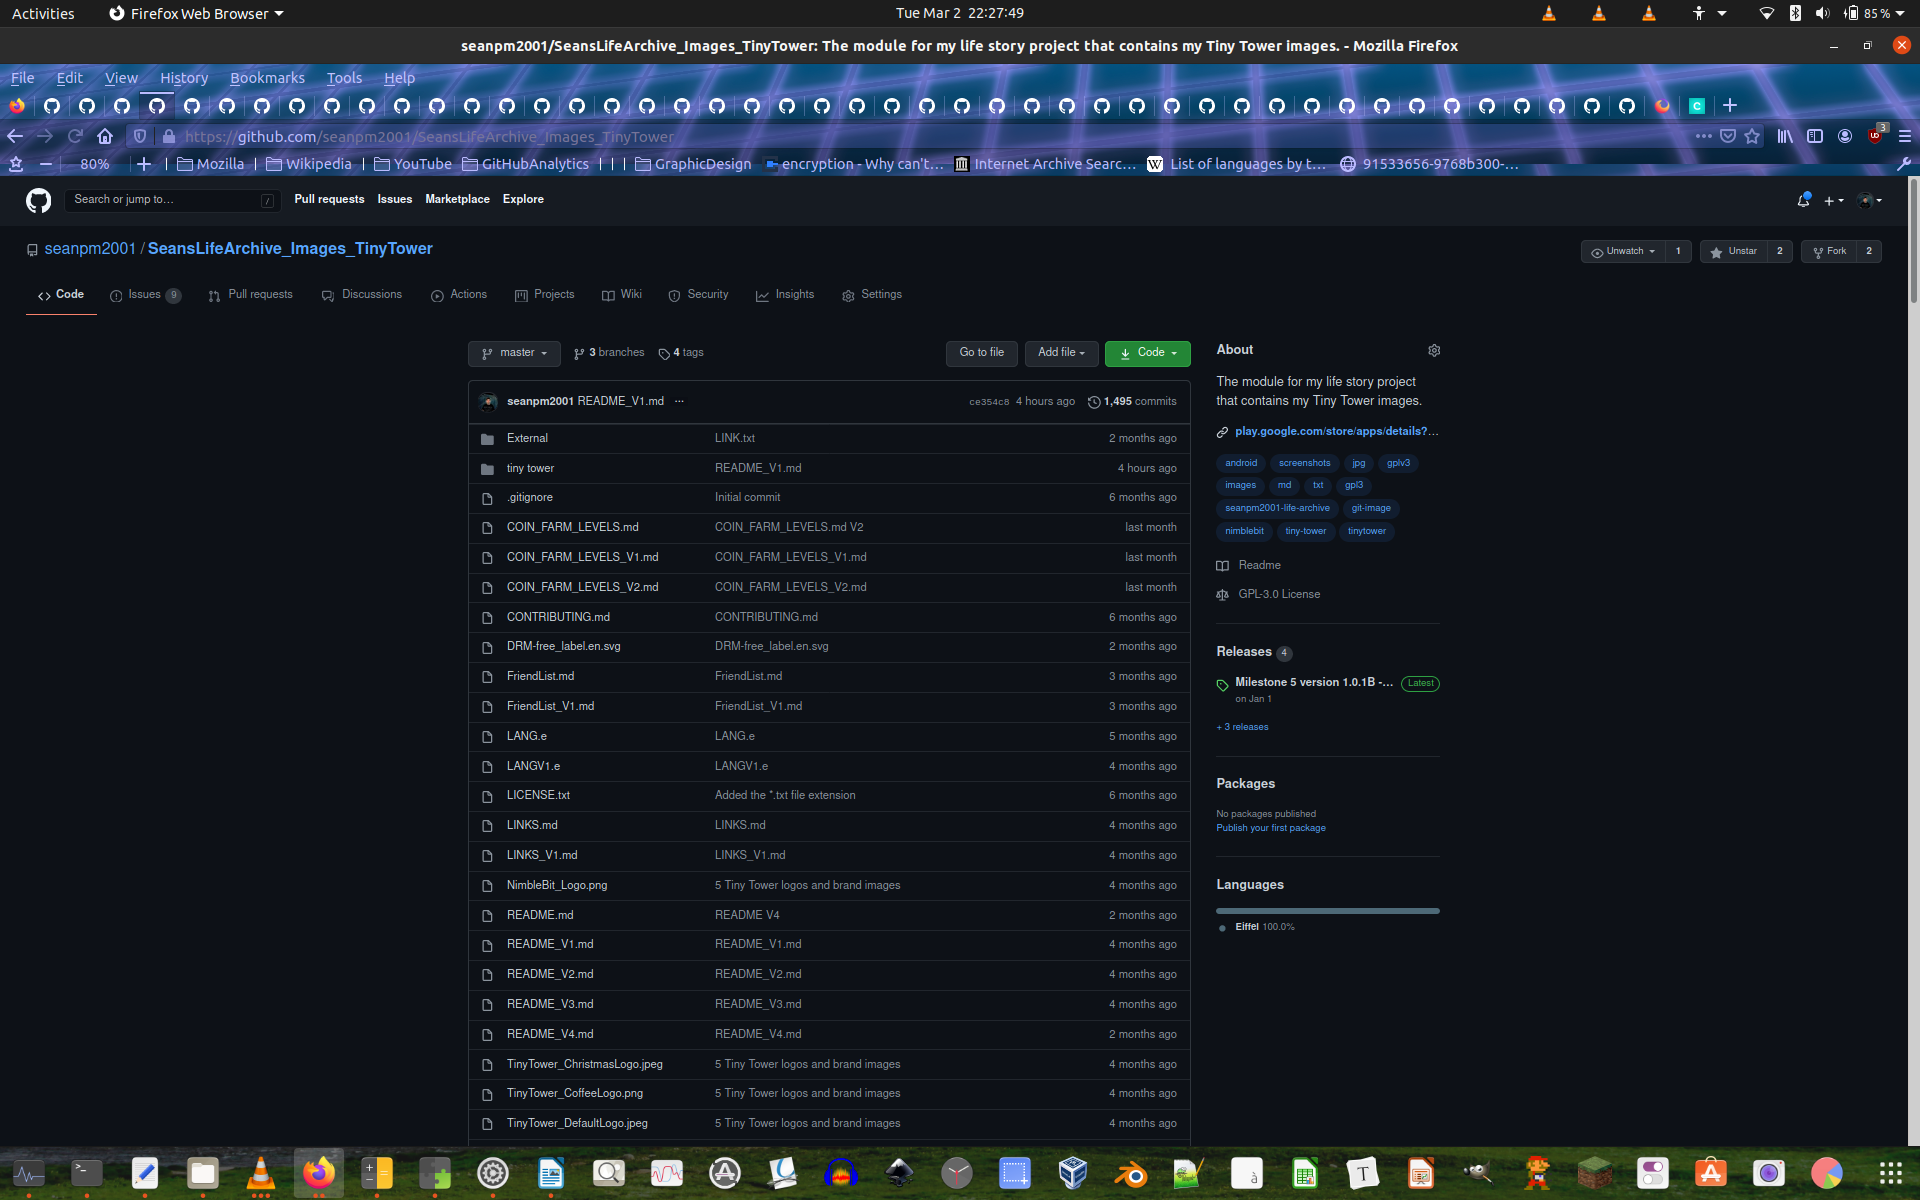 Activities Firefox Web Browser Tue Mar 2 22:27:49 85 %
seanpm2001/SeansLifeArchive_Images_TinyTower: The module for my life story project that contains my Tiny Tower images. - Mozilla Firefox
File Edit View History Bookmarks Tools Help
https://github.com/seanpm2001/SeansLifeArchive_Images_TinyTower 3
80% Mozilla Wikipedia YouTube GitHubAnalytics GraphicDesign encryption - Why can't… Internet Archive Searc… List of languages by t… 91533656-9768b300-…
Search or jump to… / Pull requests Issues Marketplace Explore
seanpm2001 / SeansLifeArchive_Images_TinyTower Unwatch 1 Unstar 2 Fork 2
Code Issues 9 Pull requests Discussions Actions Projects Wiki Security Insights Settings
master 3 branches 4 tags Go to file Add file Code
seanpm2001 README_V1.md ... ce354c8 4 hours ago 1,495 commits
External LINK.txt 2 months ago
tiny tower README_V1.md 4 hours ago
.gitignore Initial commit 6 months ago
COIN_FARM_LEVELS.md COIN_FARM_LEVELS.md V2 last month
COIN_FARM_LEVELS_V1.md COIN_FARM_LEVELS_V1.md last month
COIN_FARM_LEVELS_V2.md COIN_FARM_LEVELS_V2.md last month
CONTRIBUTING.md CONTRIBUTING.md 6 months ago
DRM-free_label.en.svg DRM-free_label.en.svg 2 months ago
FriendList.md FriendList.md 3 months ago
FriendList_V1.md FriendList_V1.md 3 months ago
LANG.e LANG.e 5 months ago
LANGV1.e LANGV1.e 4 months ago
LICENSE.txt Added the *.txt file extension 6 months ago
LINKS.md LINKS.md 4 months ago
LINKS_V1.md LINKS_V1.md 4 months ago
NimbleBit_Logo.png 5 Tiny Tower logos and brand images 4 months ago
README.md README V4 2 months ago
README_V1.md README_V1.md 4 months ago
README_V2.md README_V2.md 4 months ago
README_V3.md README_V3.md 4 months ago
README_V4.md README_V4.md 2 months ago
TinyTower_ChristmasLogo.jpeg 5 Tiny Tower logos and brand images 4 months ago
TinyTower_CoffeeLogo.png 5 Tiny Tower logos and brand images 4 months ago
TinyTower_DefaultLogo.jpeg 5 Tiny Tower logos and brand images 4 months ago
About
The module for my life story project
that contains my Tiny Tower images.
play.google.com/store/apps/details?...
android screenshots jpg gplv3
images md txt gpl3
seanpm2001-life-archive git-image
nimblebit tiny-tower tinytower
Readme
GPL-3.0 License
Releases 4
Milestone 5 version 1.0.1B -... Latest
on Jan 1
+ 3 releases
Packages
No packages published
Publish your first package
Languages
Eiffel 100.0%